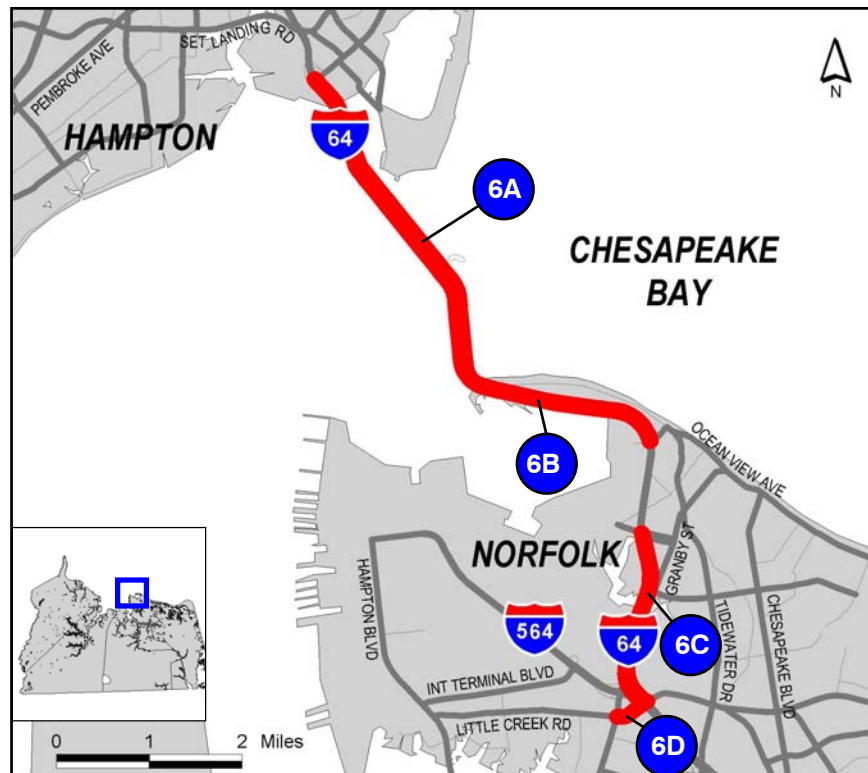 SET LANDING RD
PEMBROKE AVE
N
HAMPTON
64
6A
CHESAPEAKE
BAY
6B
OCEAN VIEW AVE
NORFOLK
GRANBY ST
HAMPTON BLVD
564
64
6C
TIDEWATER DR
CHESAPEAKE BLVD
INT TERMINAL BLVD
LITTLE CREEK RD
6D
0 1 2 Miles